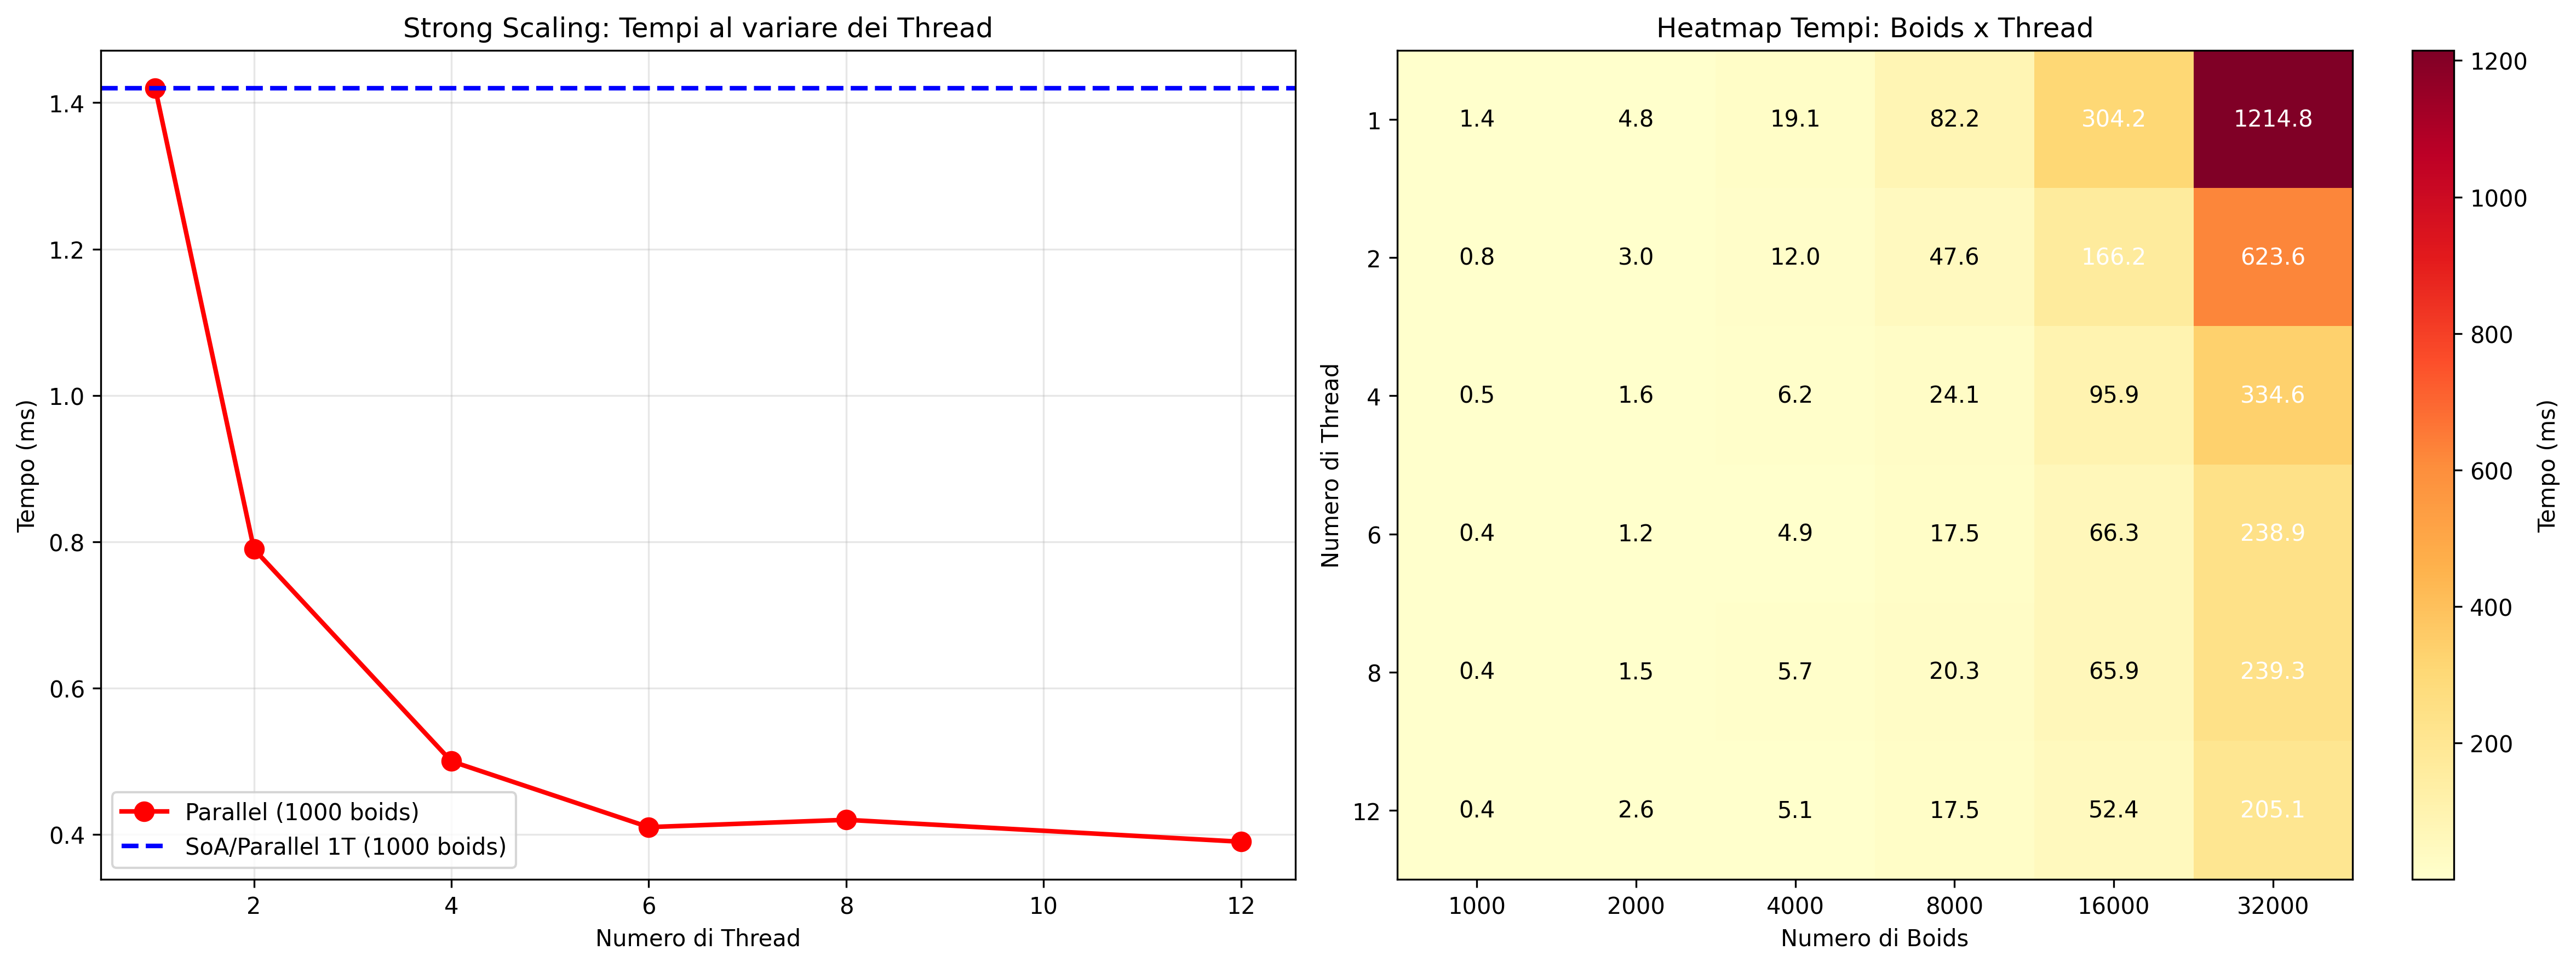 Strong Scaling: Tempi al variare dei Thread
Tempo (ms)
1.4
1.2
1.0
0.8
0.6
0.4
Parallel (1000 boids)
SoA/Parallel 1T (1000 boids)
2 4 6 8 10 12
Numero di Thread
Heatmap Tempi: Boids x Thread
Numero di Thread
1 1.4 4.8 19.1 82.2 304.2 1214.8
2 0.8 3.0 12.0 47.6 166.2 623.6
4 0.5 1.6 6.2 24.1 95.9 334.6
6 0.4 1.2 4.9 17.5 66.3 238.9
8 0.4 1.5 5.7 20.3 65.9 239.3
12 0.4 2.6 5.1 17.5 52.4 205.1
1000 2000 4000 8000 16000 32000
Numero di Boids
1200
1000
800
600
400
200
Tempo (ms)